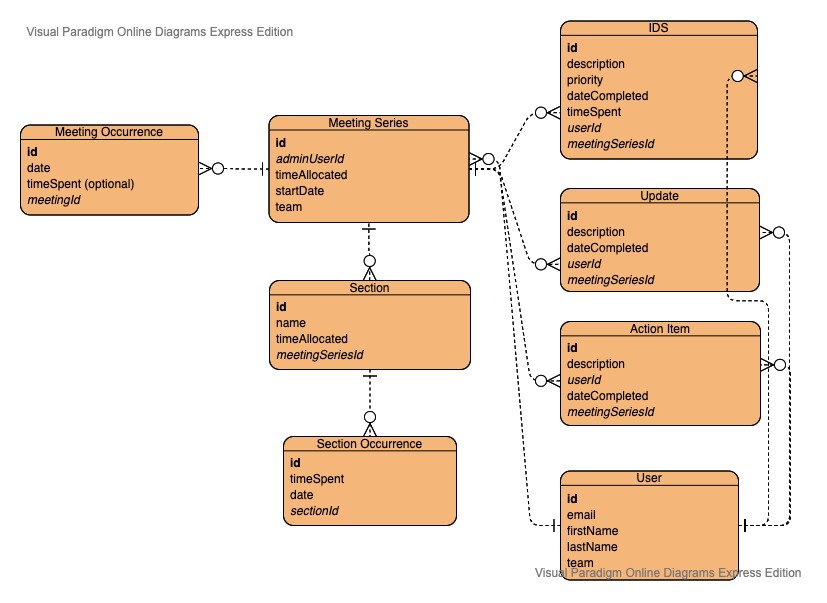 Visual Paradigm Online Diagrams Express Edition
Meeting Occurrence
id
date
timeSpent (optional)
meetingId
Meeting Series
id
adminUserId
timeAllocated
startDate
team
Section
id
name
timeAllocated
meetingSeriesId
Section Occurrence
id
timeSpent
date
sectionId
IDS
id
description
priority
dateCompleted
timeSpent
userId
meetingSeriesId
Update
id
description
dateCompleted
userId
meetingSeriesId
Action Item
id
description
userId
dateCompleted
meetingSeriesId
User
id
email
firstName
lastName
team
Visual Paradigm Online Diagrams Express Edition